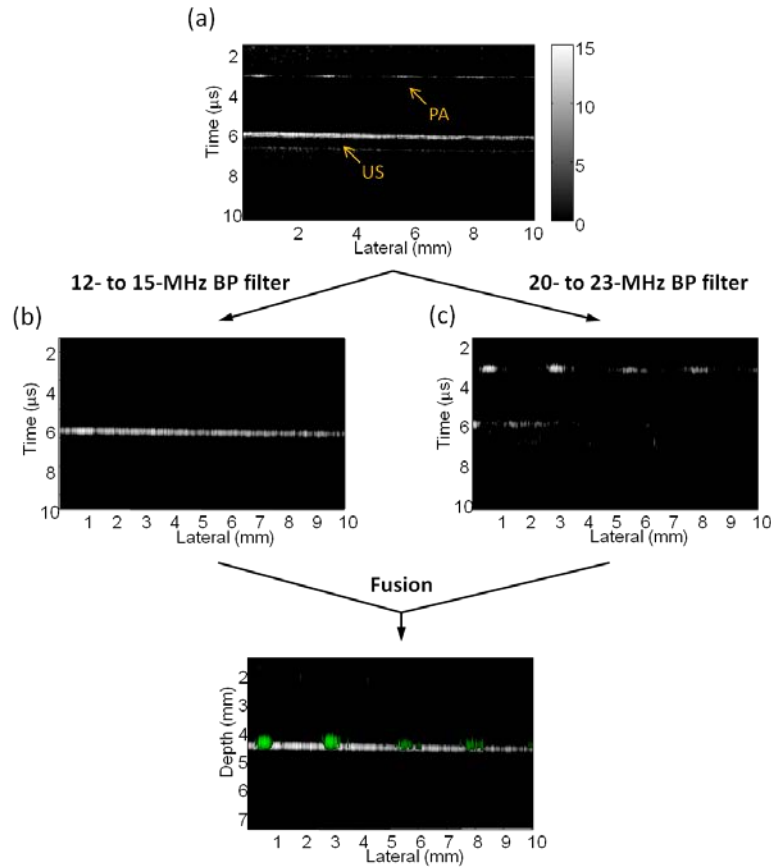 (a)
2
4
6
8
10
Time (µs)
PA
US
2 4 6 8 10
Lateral (mm)
15
10
5
0
12- to 15-MHz BP filter
20- to 23-MHz BP filter
(b)
2
4
6
8
10
Time (µs)
1 2 3 4 5 6 7 8 9 10
Lateral (mm)
(c)
2
4
6
8
10
Time (µs)
1 2 3 4 5 6 7 8 9 10
Lateral (mm)
Fusion
2
3
4
5
6
7
Depth (mm)
1 2 3 4 5 6 7 8 9 10
Lateral (mm)